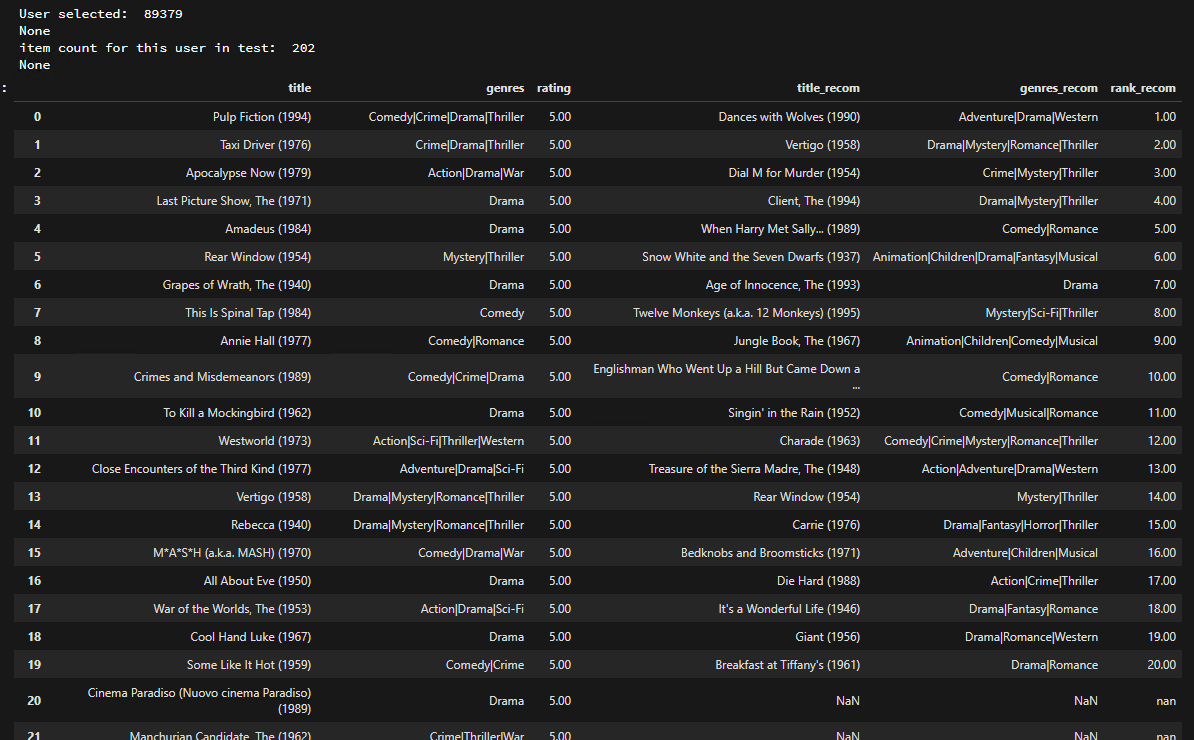 User selected:  89379
None
item count for this user in test:  202
None
: title genres rating title_recom genres_recom rank_recom
0 Pulp Fiction (1994) Comedy|Crime|Drama|Thriller 5.00 Dances with Wolves (1990) Adventure|Drama|Western 1.00
1 Taxi Driver (1976) Crime|Drama|Thriller 5.00 Vertigo (1958) Drama|Mystery|Romance|Thriller 2.00
2 Apocalypse Now (1979) Action|Drama|War 5.00 Dial M for Murder (1954) Crime|Mystery|Thriller 3.00
3 Last Picture Show, The (1971) Drama 5.00 Client, The (1994) Drama|Mystery|Thriller 4.00
4 Amadeus (1984) Drama 5.00 When Harry Met Sally... (1989) Comedy|Romance 5.00
5 Rear Window (1954) Mystery|Thriller 5.00 Snow White and the Seven Dwarfs (1937) Animation|Children|Drama|Fantasy|Musical 6.00
6 Grapes of Wrath, The (1940) Drama 5.00 Age of Innocence, The (1993) Drama 7.00
7 This Is Spinal Tap (1984) Comedy 5.00 Twelve Monkeys (a.k.a. 12 Monkeys) (1995) Mystery|Sci-Fi|Thriller 8.00
8 Annie Hall (1977) Comedy|Romance 5.00 Jungle Book, The (1967) Animation|Children|Comedy|Musical 9.00
9 Crimes and Misdemeanors (1989) Comedy|Crime|Drama 5.00 Englishman Who Went Up a Hill But Came Down a ... Comedy|Romance 10.00
10 To Kill a Mockingbird (1962) Drama 5.00 Singin' in the Rain (1952) Comedy|Musical|Romance 11.00
11 Westworld (1973) Action|Sci-Fi|Thriller|Western 5.00 Charade (1963) Comedy|Crime|Mystery|Romance|Thriller 12.00
12 Close Encounters of the Third Kind (1977) Adventure|Drama|Sci-Fi 5.00 Treasure of the Sierra Madre, The (1948) Action|Adventure|Drama|Western 13.00
13 Vertigo (1958) Drama|Mystery|Romance|Thriller 5.00 Rear Window (1954) Mystery|Thriller 14.00
14 Rebecca (1940) Drama|Mystery|Romance|Thriller 5.00 Carrie (1976) Drama|Fantasy|Horror|Thriller 15.00
15 M*A*S*H (a.k.a. MASH) (1970) Comedy|Drama|War 5.00 Bedknobs and Broomsticks (1971) Adventure|Children|Musical 16.00
16 All About Eve (1950) Drama 5.00 Die Hard (1988) Action|Crime|Thriller 17.00
17 War of the Worlds, The (1953) Action|Drama|Sci-Fi 5.00 It's a Wonderful Life (1946) Drama|Fantasy|Romance 18.00
18 Cool Hand Luke (1967) Drama 5.00 Giant (1956) Drama|Romance|Western 19.00
19 Some Like It Hot (1959) Comedy|Crime 5.00 Breakfast at Tiffany's (1961) Drama|Romance 20.00
20 Cinema Paradiso (Nuovo cinema Paradiso) (1989) Drama 5.00 NaN NaN nan
21 Manchurian Candidate, The (1962) Crime|Thriller|War 5.00 NaN NaN nan